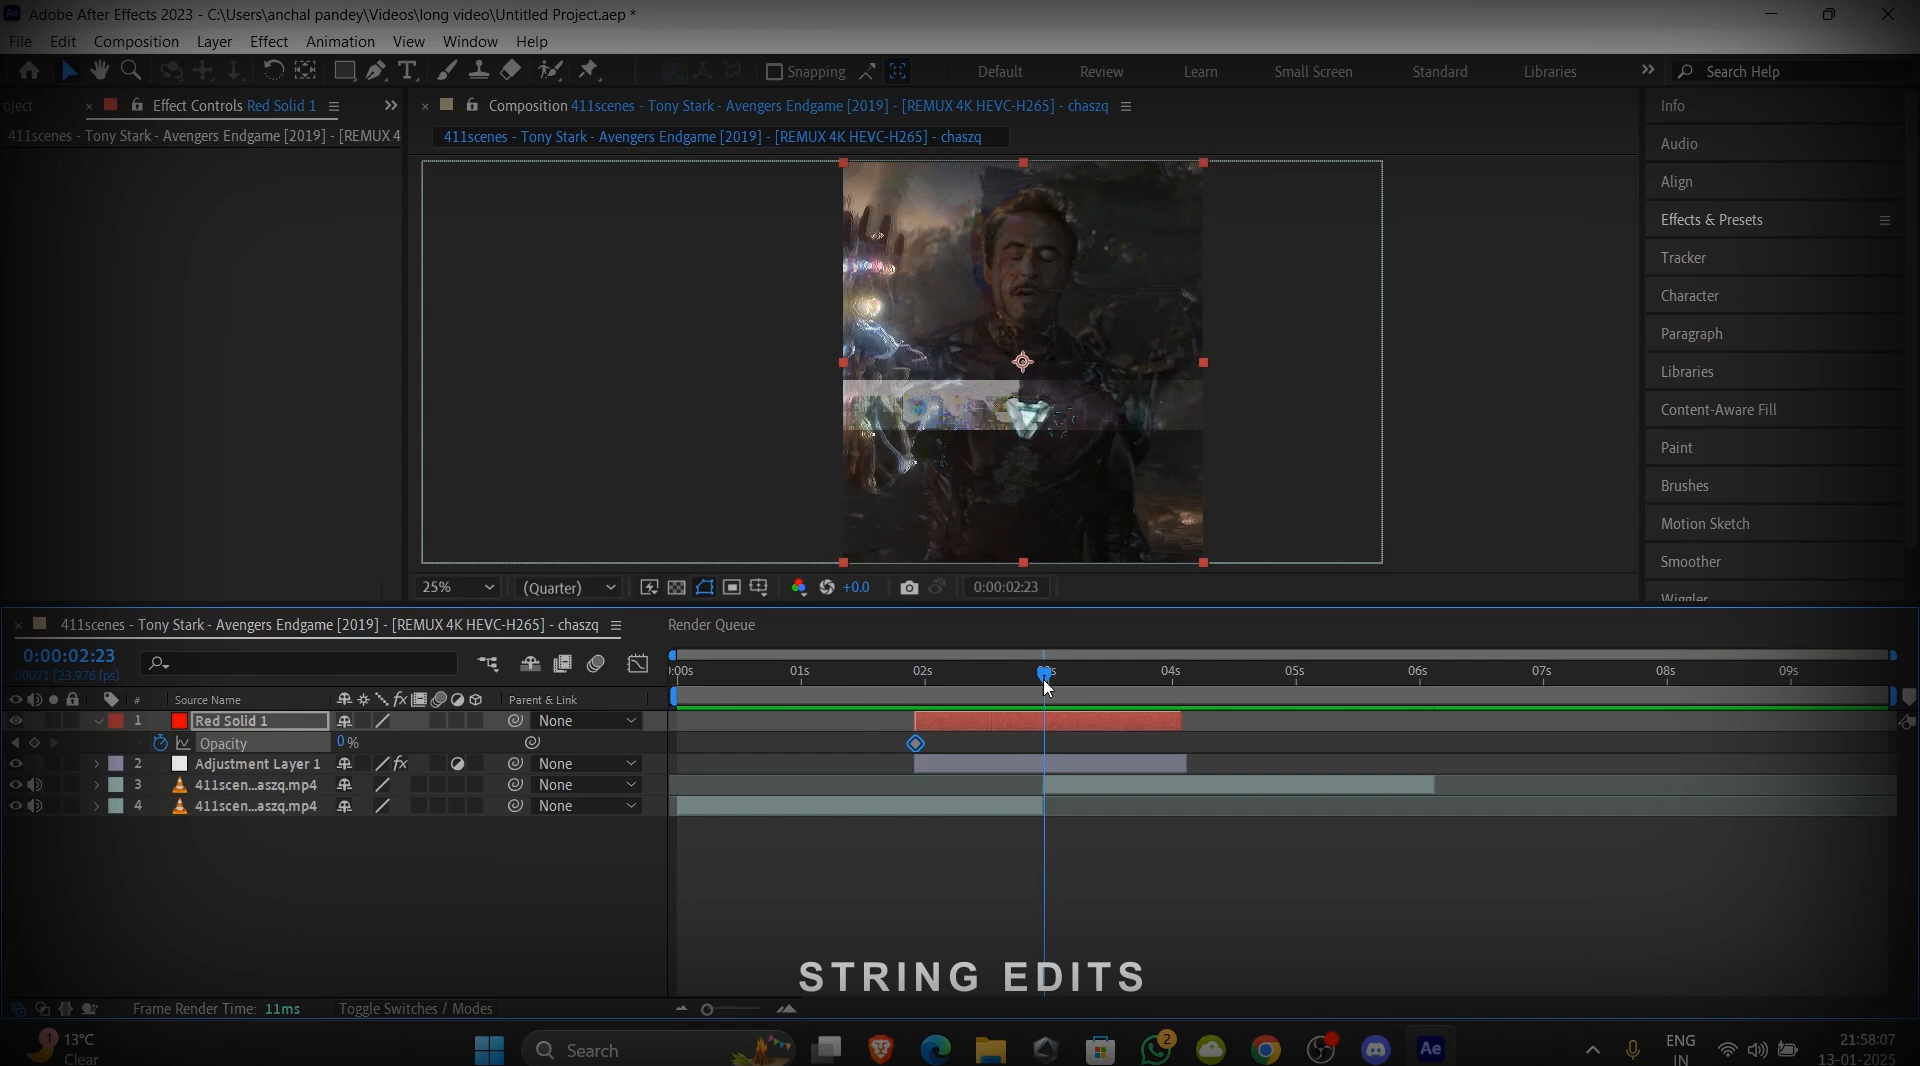 Adobe After Effects 2023 - C:\Users\anchal pandey\Videos\long video\Untitled Project.aep *
File Edit Composition Layer Effect Animation View Window Help
Snapping Default Review Learn Small Screen Standard Libraries Search Help
oject Effect Controls Red Solid 1
411scenes - Tony Stark - Avengers Endgame [2019] - [REMUX 4
Composition 411scenes - Tony Stark - Avengers Endgame [2019] - [REMUX 4K HEVC-H265] - chaszq
411scenes - Tony Stark - Avengers Endgame [2019] - [REMUX 4K HEVC-H265] - chaszq
Info
Audio
Align
Effects & Presets
Tracker
Character
Paragraph
Libraries
Content-Aware Fill
Paint
Brushes
Motion Sketch
Smoother
Wiggler
25% (Quarter) +0.0 0:00:02:23
411scenes - Tony Stark - Avengers Endgame [2019] - [REMUX 4K HEVC-H265] - chaszq Render Queue
0:00:02:23
00071 (23.976 fps)
:00s 01s 02s 03s 04s 05s 06s 07s 08s 09s
# Source Name fx Parent & Link
1 Red Solid 1 None
Opacity 0%
2 Adjustment Layer 1 fx None
3 411scen...aszq.mp4 None
4 411scen...aszq.mp4 None
STRING EDITS
Frame Render Time: 11ms Toggle Switches / Modes
1 13°C
Clear
Search
2
Ae
ENG
IN
21:58:07
13-01-2025